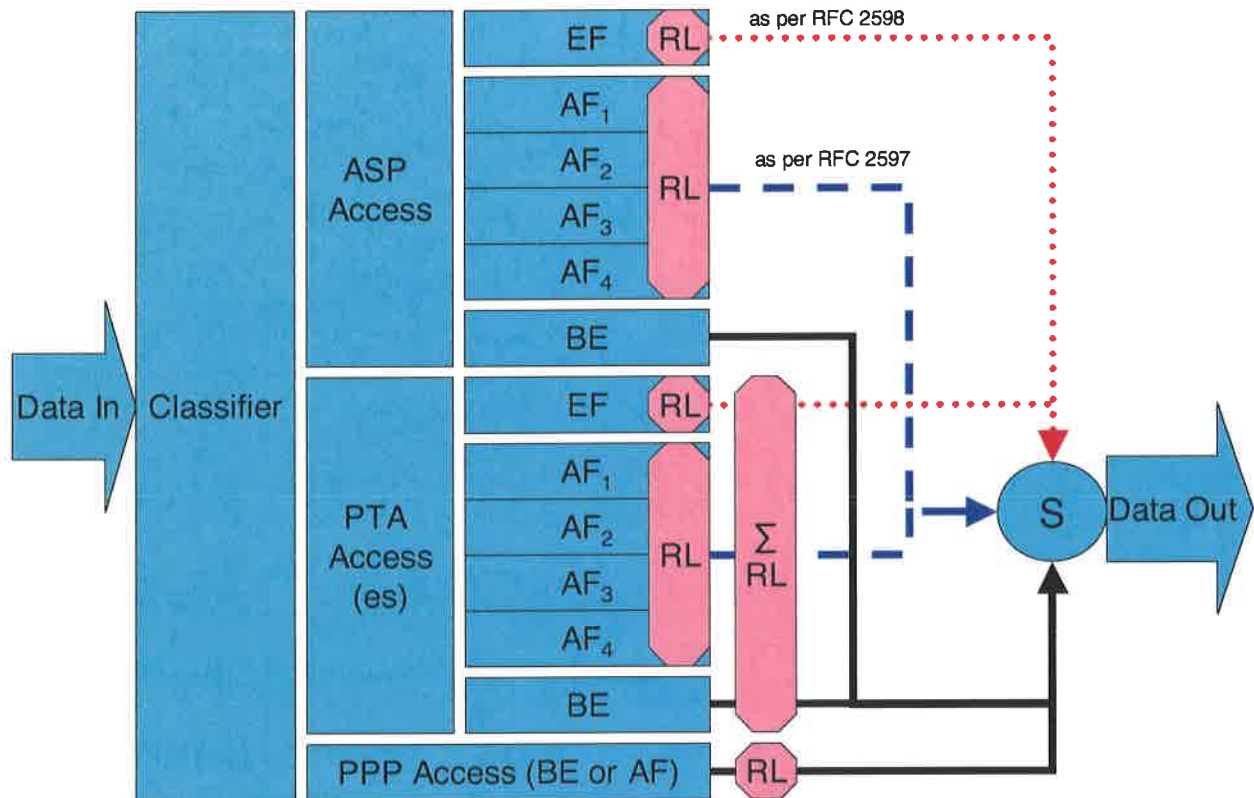 as per RFC 2598
EF
RL
AF1
AF2
AF3
AF4
RL
as per RFC 2597
ASP
Access
BE
Data In
Classifier
EF
RL
AF1
AF2
AF3
AF4
RL
PTA
Access
(es)
Σ
RL
S
Data Out
BE
PPP Access (BE or AF)
RL